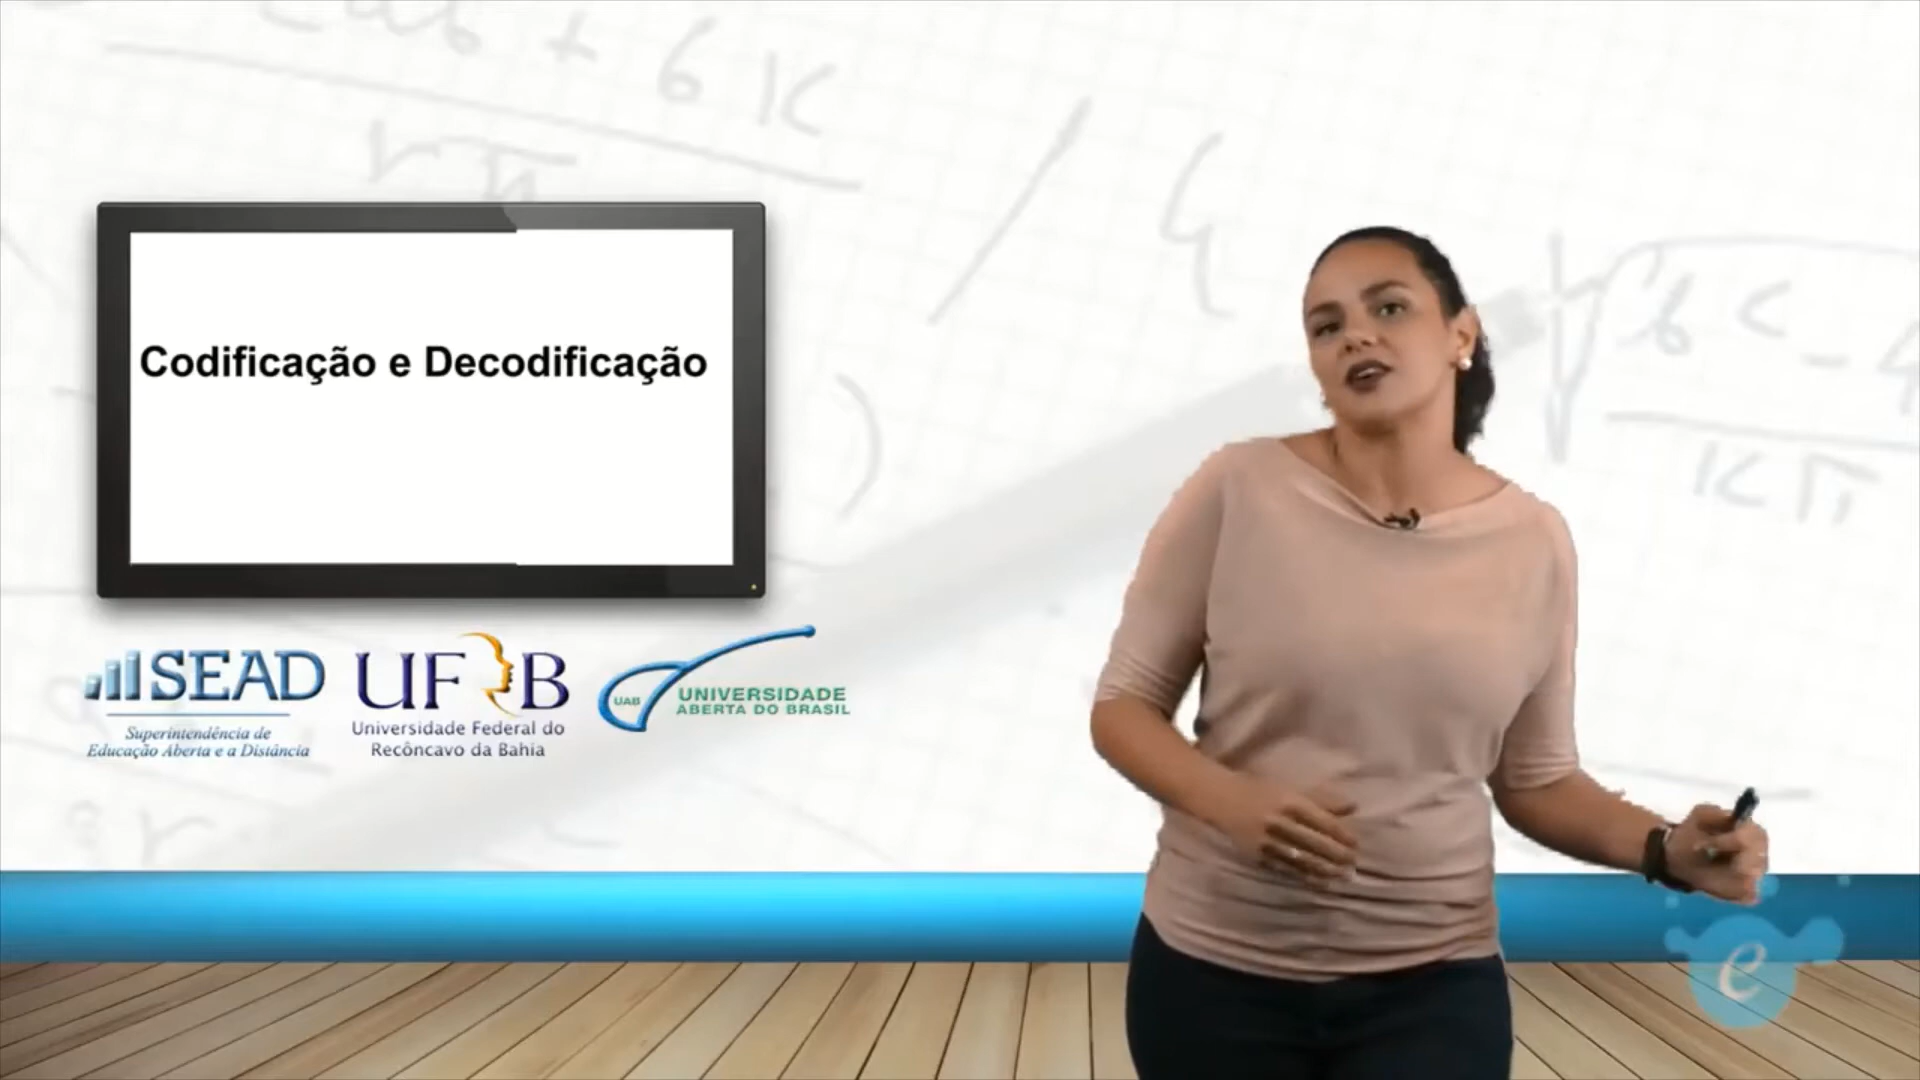 Codificação e Decodificação
SEAD
Superintendência de
Educação Aberta e a Distância
UFRB
Universidade Federal do
Recôncavo da Bahia
UAB
UNIVERSIDADE
ABERTA DO BRASIL
e